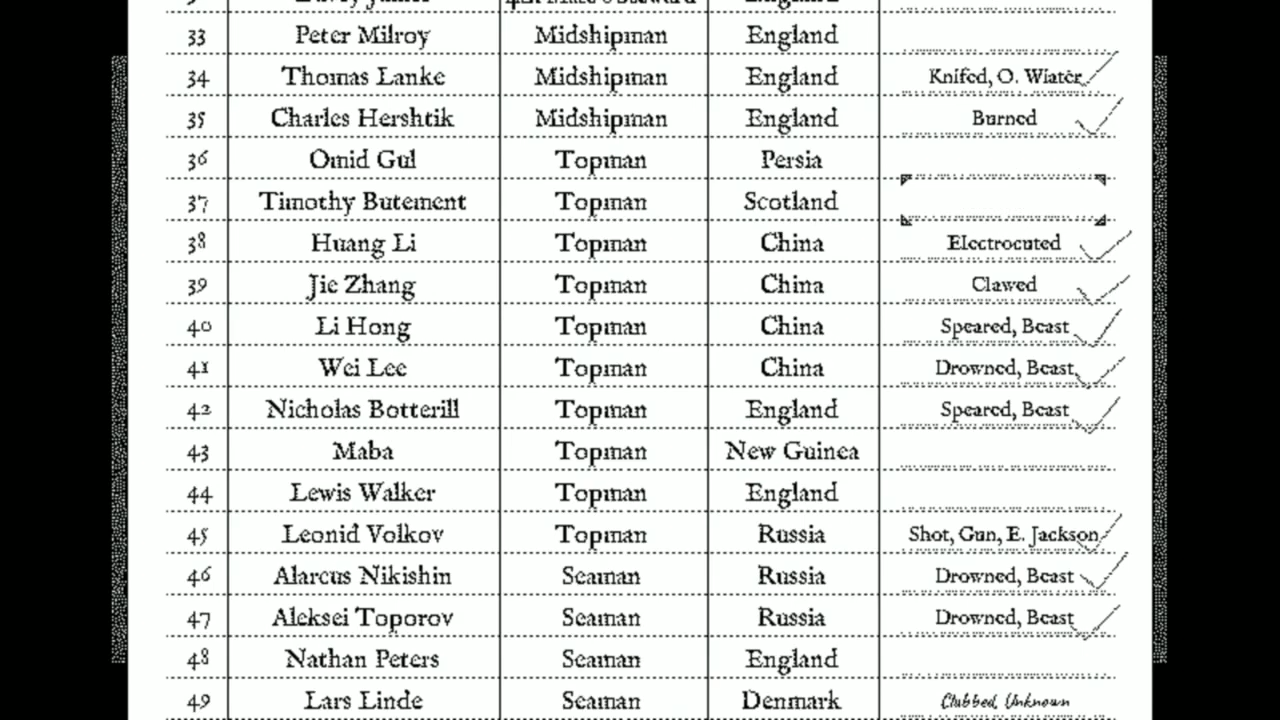 33 Peter Milroy Midshipman England
34 Thomas Lanke Midshipman England Knifed, O. Wiater
35 Charles Hershtik Midshipman England Burned
36 Omid Gul Topman Persia
37 Timothy Butement Topman Scotland
38 Huang Li Topman China Electrocuted
39 Jie Zhang Topman China Clawed
40 Li Hong Topman China Speared, Beast
41 Wei Lee Topman China Drowned, Beast
42 Nicholas Botterill Topman England Speared, Beast
43 Maba Topman New Guinea
44 Lewis Walker Topman England
45 Leonid Volkov Topman Russia Shot, Gun, E. Jackson
46 Alarcus Nikishin Seaman Russia Drowned, Beast
47 Aleksei Toporov Seaman Russia Drowned, Beast
48 Nathan Peters Seaman England
49 Lars Linde Seaman Denmark Clubbed, Unknown